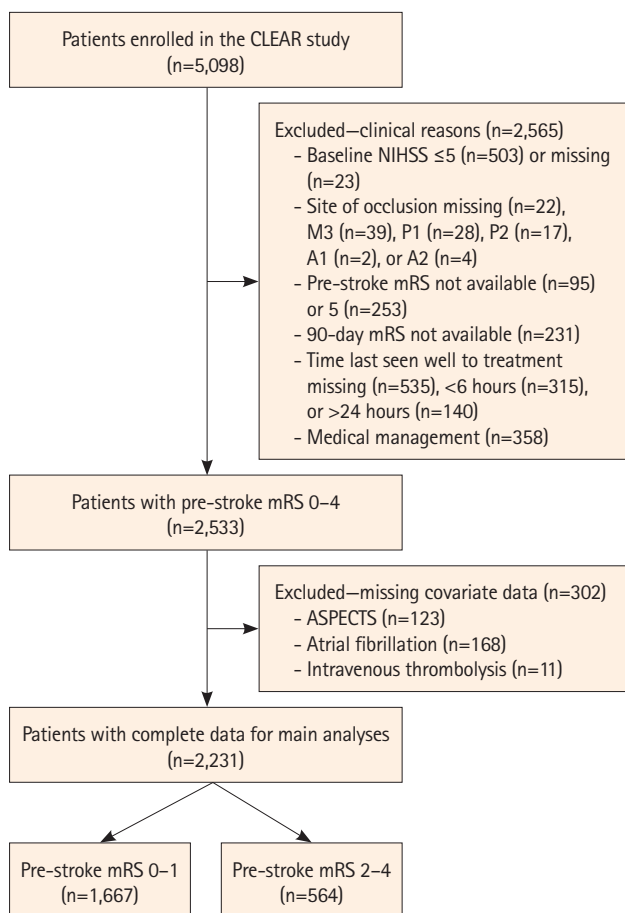 Patients enrolled in the CLEAR study
(n=5,098)
Excluded—clinical reasons (n=2,565)
- Baseline NIHSS ≤5 (n=503) or missing
(n=23)
- Site of occlusion missing (n=22),
M3 (n=39), P1 (n=28), P2 (n=17),
A1 (n=2), or A2 (n=4)
- Pre-stroke mRS not available (n=95)
or 5 (n=253)
- 90-day mRS not available (n=231)
- Time last seen well to treatment
missing (n=535), <6 hours (n=315),
or >24 hours (n=140)
- Medical management (n=358)
Patients with pre-stroke mRS 0–4
(n=2,533)
Excluded—missing covariate data (n=302)
- ASPECTS (n=123)
- Atrial fibrillation (n=168)
- Intravenous thrombolysis (n=11)
Patients with complete data for main analyses
(n=2,231)
Pre-stroke mRS 0–1
(n=1,667)
Pre-stroke mRS 2–4
(n=564)